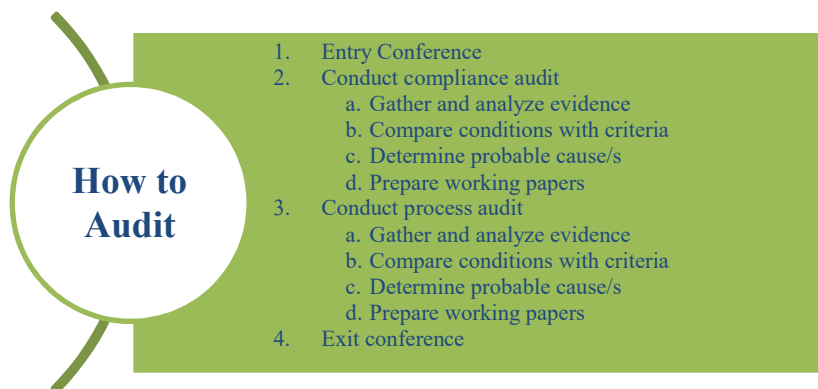 How to
Audit
1. Entry Conference
2. Conduct compliance audit
a. Gather and analyze evidence
b. Compare conditions with criteria
c. Determine probable cause/s
d. Prepare working papers
3. Conduct process audit
a. Gather and analyze evidence
b. Compare conditions with criteria
c. Determine probable cause/s
d. Prepare working papers
4. Exit conference